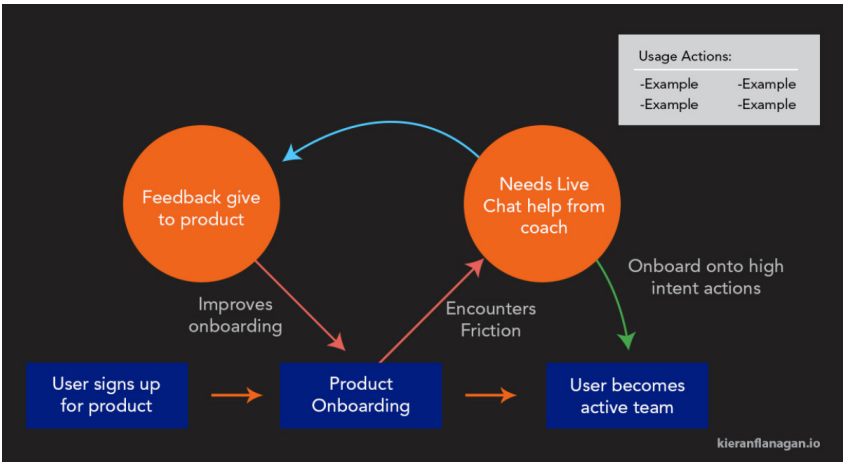 Usage Actions:
-Example -Example
-Example -Example
Feedback give
to product
Needs Live
Chat help from
coach
Onboard onto high
intent actions
Improves
onboarding
Encounters
Friction
User signs up
for product
Product
Onboarding
User becomes
active team
kieranflanagan.io